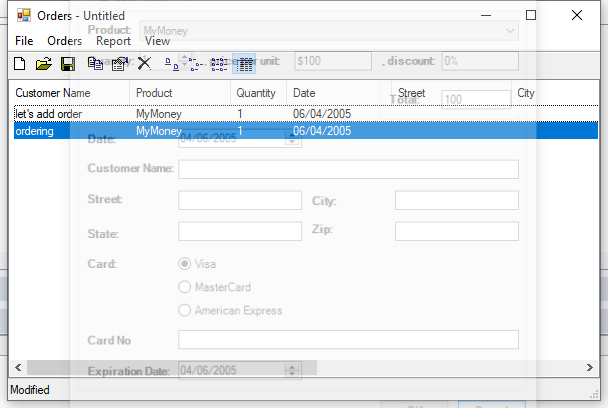 Orders - Untitled
Product: MyMoney
File Orders Report View
per unit: $100 , discount: 0%
Customer Name Product Quantity Date Street City
let's add order MyMoney 1 06/04/2005
Total: 100
ordering MyMoney 1 06/04/2005
Date: 04/06/2005
Customer Name:
Street: City:
State: Zip:
Card: Visa
MasterCard
American Express
Card No
Expiration Date: 04/06/2005
Modified